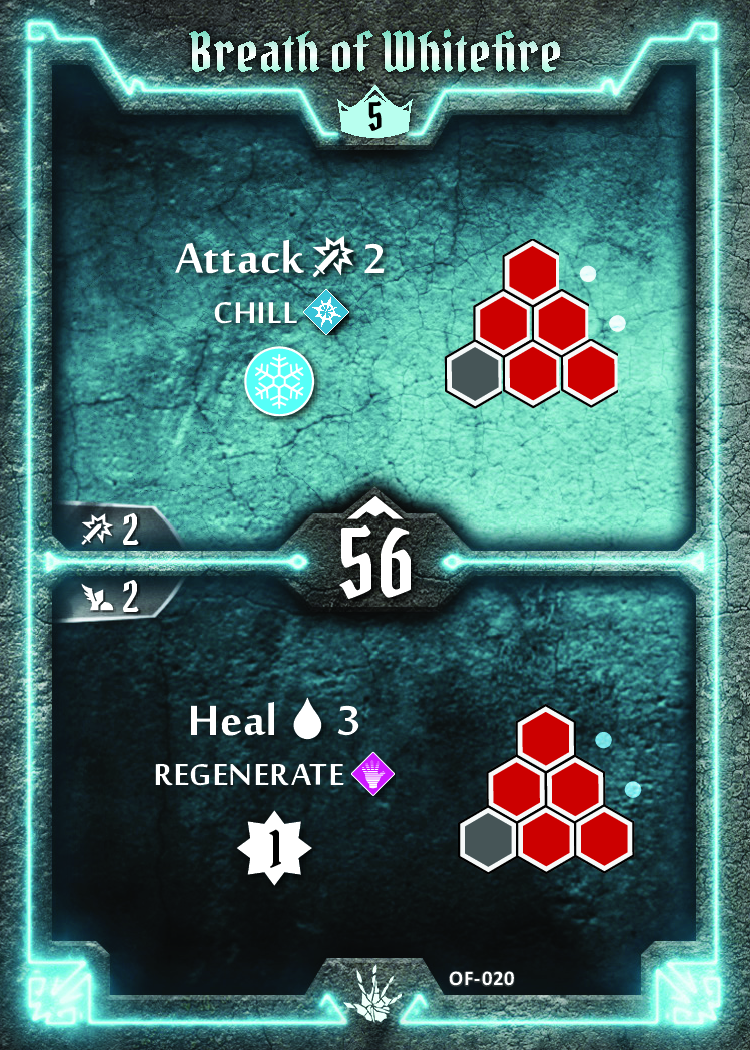 Breath of Whitefire
5
Attack 2
CHILL
2
56
2
Heal 3
REGENERATE
1
OF-020